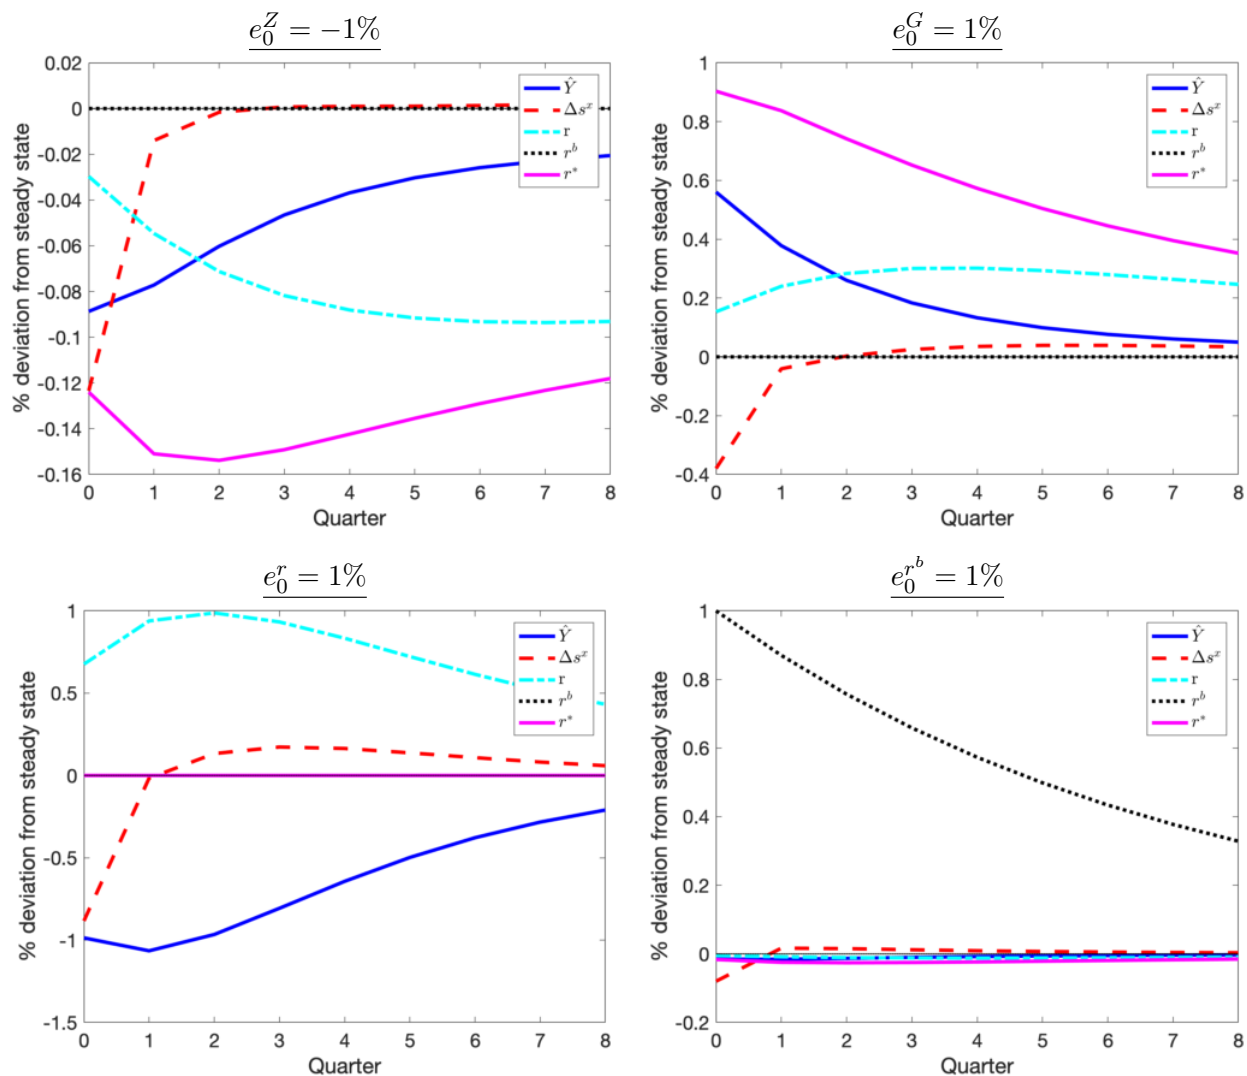 e_0^Z = −1%
0.02
0
-0.02
-0.04
-0.06
-0.08
-0.1
-0.12
-0.14
-0.16
0 1 2 3 4 5 6 7 8
% deviation from steady state
Quarter
Ŷ
Δs^x
r
r^b
r^*
e_0^G = 1%
1
0.8
0.6
0.4
0.2
0
-0.2
-0.4
0 1 2 3 4 5 6 7 8
% deviation from steady state
Quarter
Ŷ
Δs^x
r
r^b
r^*
e_0^r = 1%
1
0.5
0
-0.5
-1
-1.5
0 1 2 3 4 5 6 7 8
% deviation from steady state
Quarter
Ŷ
Δs^x
r
r^b
r^*
e_0^{r^b} = 1%
1
0.8
0.6
0.4
0.2
0
-0.2
0 1 2 3 4 5 6 7 8
% deviation from steady state
Quarter
Ŷ
Δs^x
r
r^b
r^*